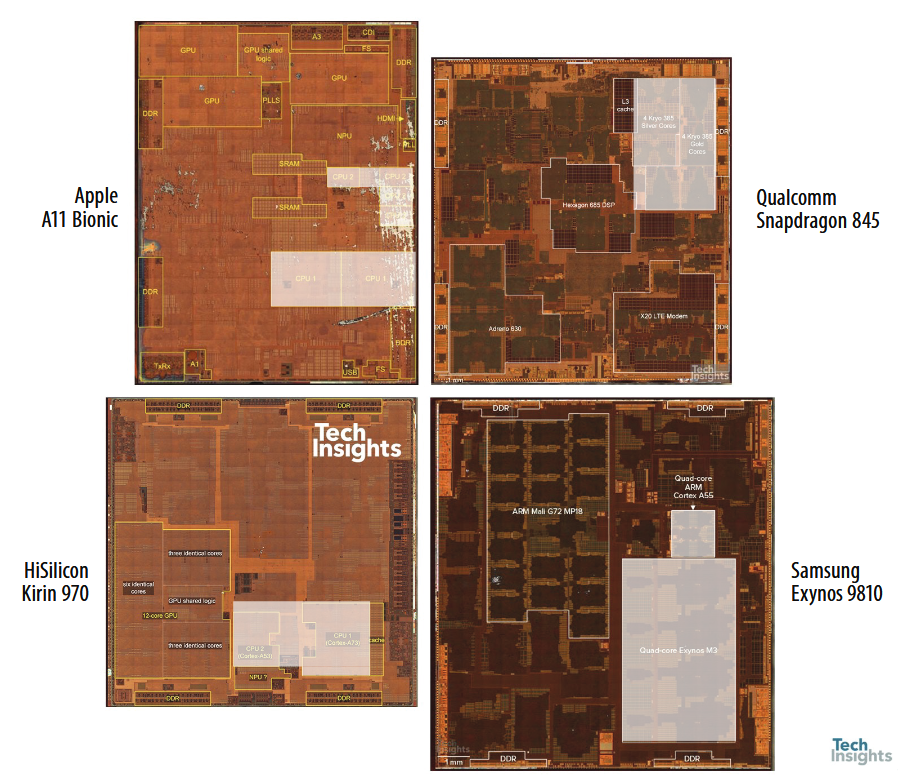 Apple
A11 Bionic
GPU
GPU shared
logic
A3
CDI
FS
DDR
GPU
DDR
GPU
PLLS
HDMI
NPU
PLL
SRAM
CPU 2
CPU 2
SRAM
CPU 1
CPU 1
DDR
DDR
TxRx
A1
USB
FS
Qualcomm
Snapdragon 845
L3
cache
4 Kryo 385
Silver Cores
4 Kryo 385
Gold
Cores
DDR
DDR
Hexagon 685 DSP
Adreno 630
X20 LTE Modem
DDR
DDR
1 mm
Tech
Insights
HiSilicon
Kirin 970
DDR
DDR
Tech
Insights
three identical cores
six identical
cores
GPU shared logic
12-core GPU
three identical cores
CPU 2
(Cortex-A53)
CPU 1
(Cortex-A73)
cache
NPU ?
DDR
DDR
Samsung
Exynos 9810
DDR
DDR
Quad-core
ARM
Cortex A55
ARM Mali G72 MP18
Quad-core Exynos M3
DDR
DDR
Insights
mm
Tech
Insights